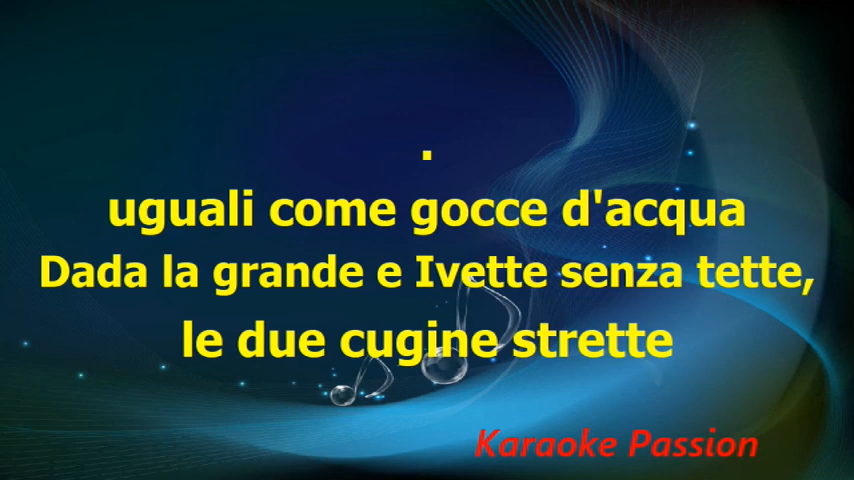 .
uguali come gocce d'acqua
Dada la grande e Ivette senza tette,
le due cugine strette
Karaoke Passion